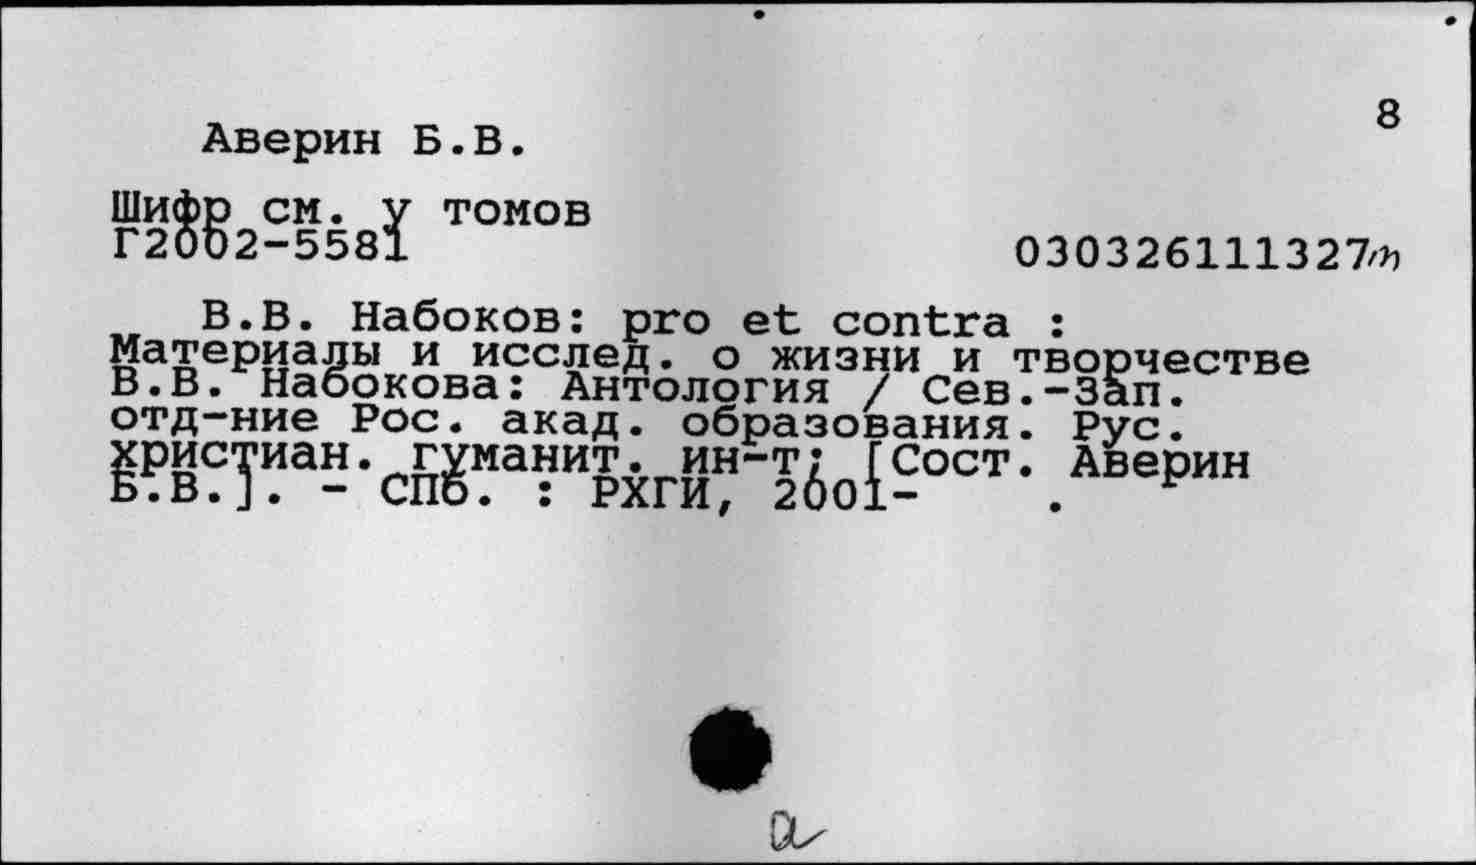 8
Аверин Б.В.
Шифр см. у томов
Г2002-5581
030326111327
В.В. Набоков: pro et contra :
Материалы и исслед. о жизни и творчестве
В.В. Набокова: Антология / Сев.-Зап.
отд-ние Рос. акад. образования. Рус.
христиан. гуманит. ин-т; [Сост. Аверин
Б.В.]. - СПб. : РХГИ, 2001- .